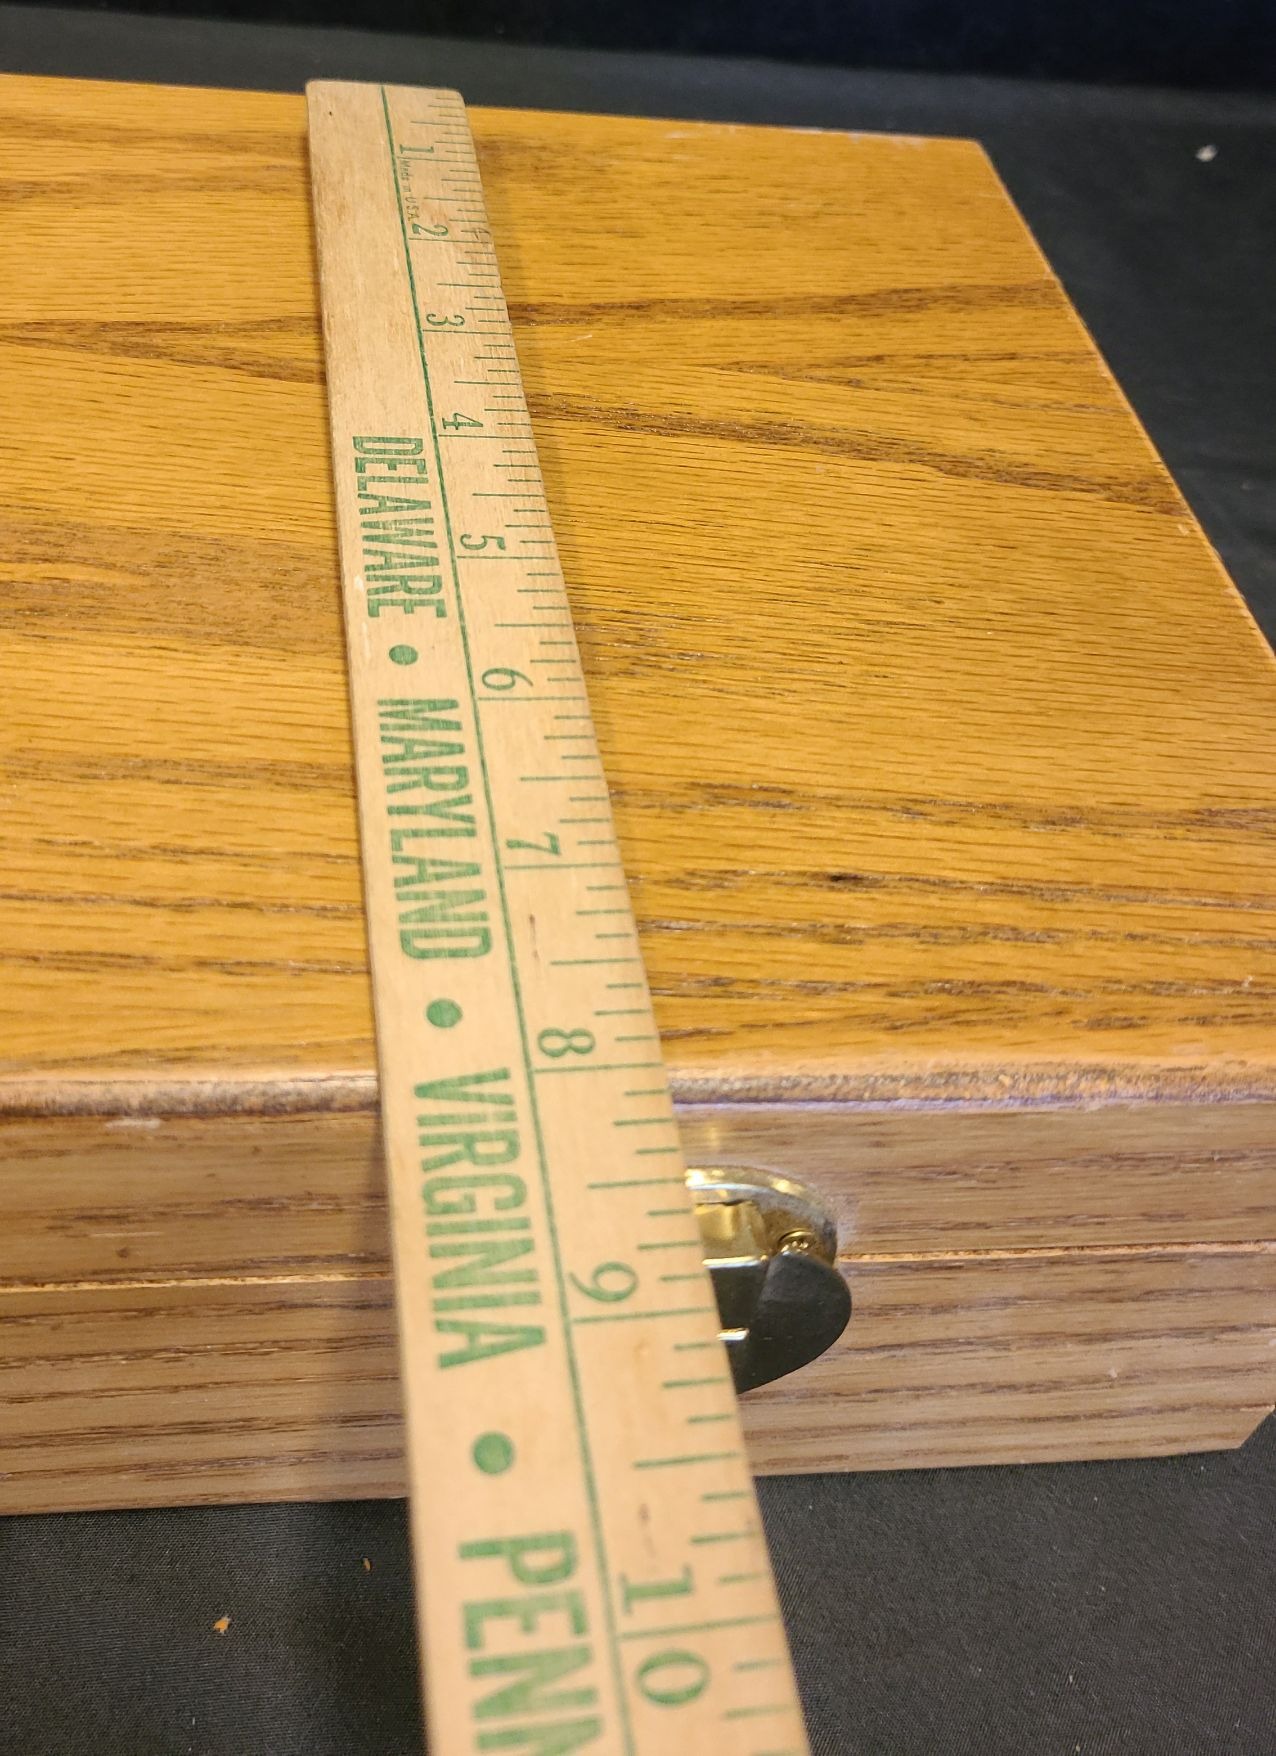 1 2 3 4 5 6 7 8 9 10
Made in U.S.A.
DELAWARE • MARYLAND • VIRGINIA • PENN